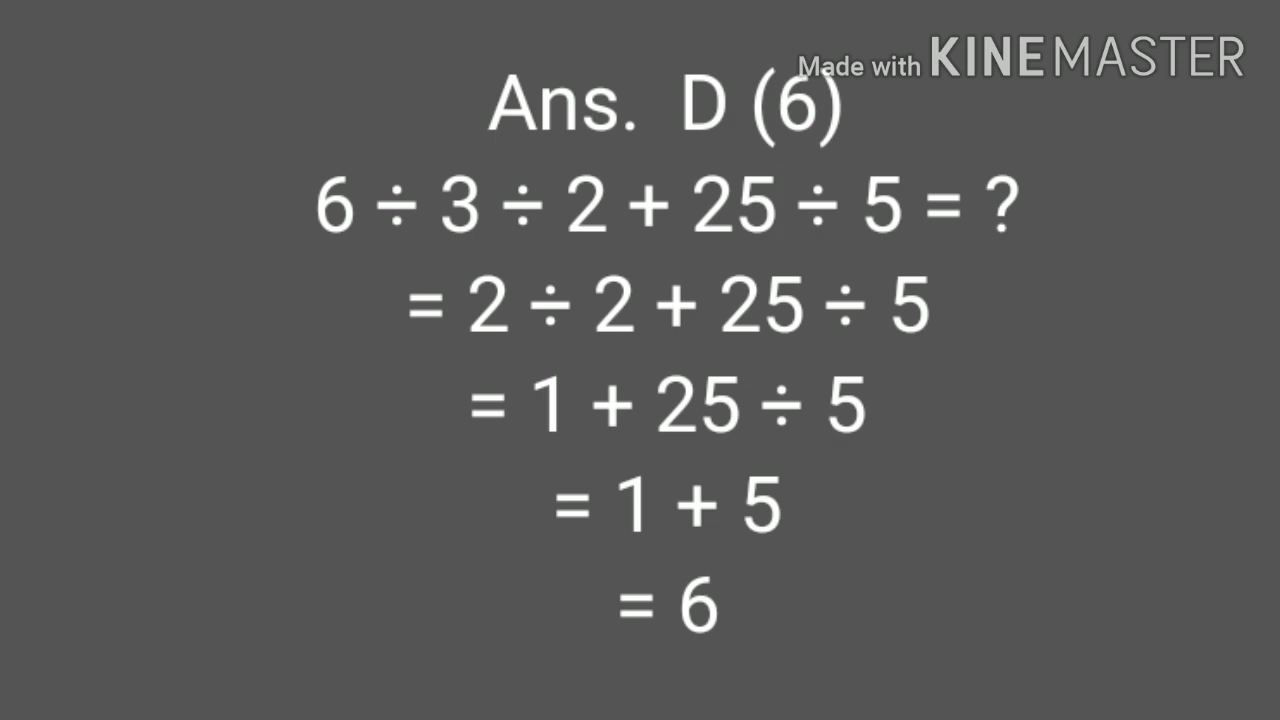 Made with KINEMASTER
Ans. D (6)
6 ÷ 3 ÷ 2 + 25 ÷ 5 = ?
= 2 ÷ 2 + 25 ÷ 5
= 1 + 25 ÷ 5
= 1 + 5
= 6